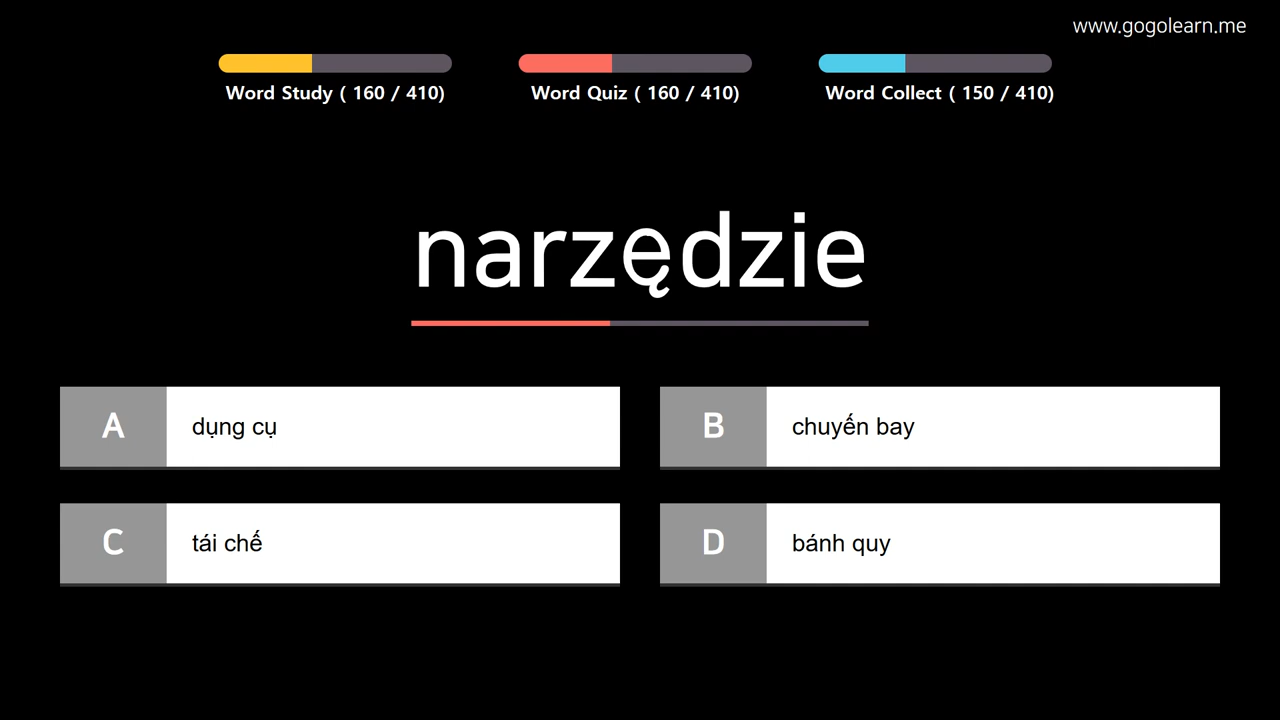 www.gogolearn.me
Word Study ( 160 / 410)
Word Quiz ( 160 / 410)
Word Collect ( 150 / 410)
narzędzie
A dụng cụ
B chuyến bay
C tái chế
D bánh quy